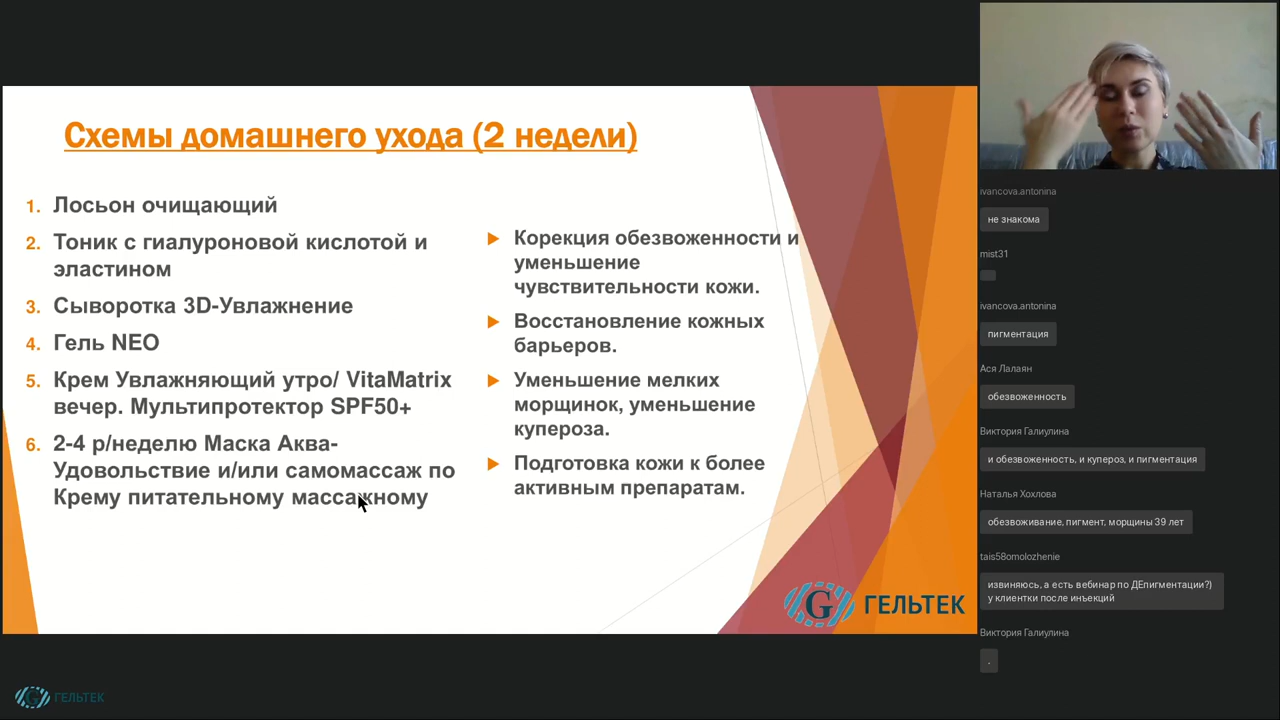 Схемы домашнего ухода (2 недели)
1. Лосьон очищающий
2. Тоник с гиалуроновой кислотой и
эластином
3. Сыворотка 3D-Увлажнение
4. Гель NEO
5. Крем Увлажняющий утро/ VitaMatrix
вечер. Мультипротектор SPF50+
6. 2-4 р/неделю Маска Аква-
Удовольствие и/или самомассаж по
Крему питательному массажному
Корекция обезвоженности и
уменьшение
чувствительности кожи.
Восстановление кожных
барьеров.
Уменьшение мелких
морщинок, уменьшение
купероза.
Подготовка кожи к более
активным препаратам.
G ГЕЛЬТЕК
G ГЕЛЬТЕК
ivancova.antonina
не знакома
mist31
ivancova.antonina
пигментация
Ася Лалаян
обезвоженность
Виктория Галиулина
и обезвоженность, и купероз, и пигментация
Наталья Хохлова
обезвоживание, пигмент, морщины 39 лет
tais58omolozhenie
извиняюсь, а есть вебинар по ДЕпигментации?)
у клиентки после инъекций
Виктория Галиулина
.